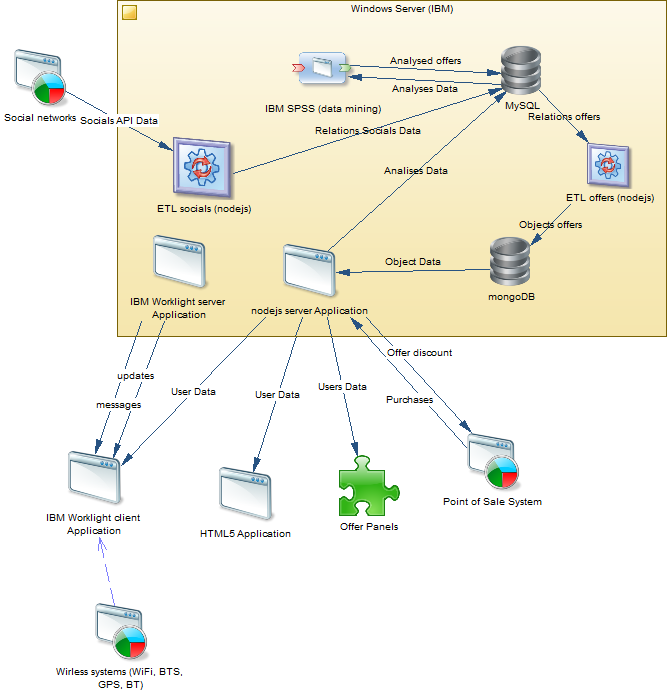 Windows Server (IBM)
Analysed offers
Analyses Data
IBM SPSS (data mining)
MySQL
Social networks
Socials API Data
Relations Socials Data
Relations offers
Analises Data
ETL socials (nodejs)
ETL offers (nodejs)
Objects offers
Object Data
mongoDB
IBM Worklight server
Application
nodejs server Application
Offer discount
updates
User Data
User Data
Users Data
Purchases
messages
Point of Sale System
IBM Worklight client
Application
HTML5 Application
Offer Panels
Wirless systems (WiFi, BTS,
GPS, BT)